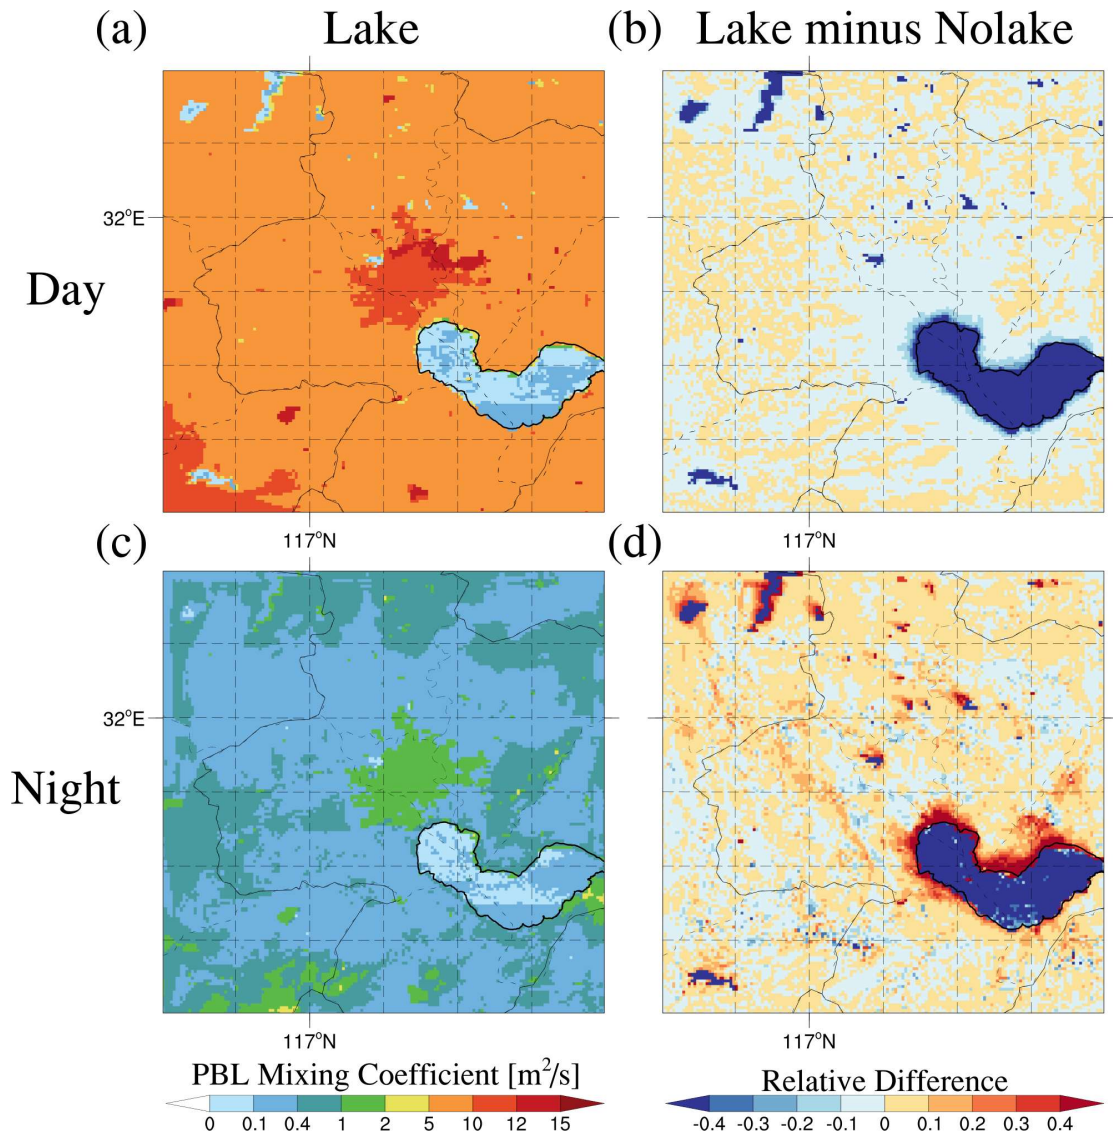 (a) Lake (b) Lake minus Nolake
32°E
Day
117°N 117°N
(c) (d)
32°E
Night
117°N 117°N
PBL Mixing Coefficient [m²/s] Relative Difference
0 0.1 0.4 1 2 5 10 12 15 -0.4 -0.3 -0.2 -0.1 0 0.1 0.2 0.3 0.4